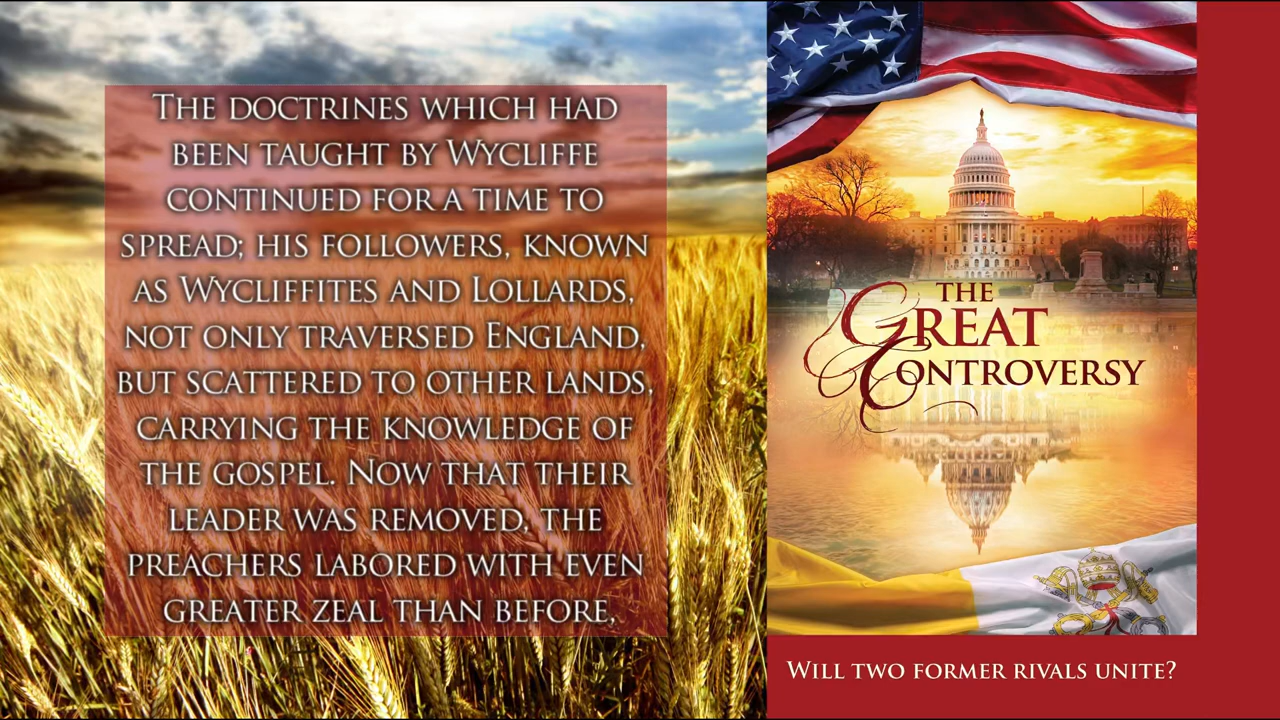 The doctrines which had
been taught by Wycliffe
continued for a time to
spread; his followers, known
as Wycliffites and Lollards,
not only traversed England,
but scattered to other lands,
carrying the knowledge of
the gospel. Now that their
leader was removed, the
preachers labored with even
greater zeal than before,
The
Great
Controversy
Will two former rivals unite?